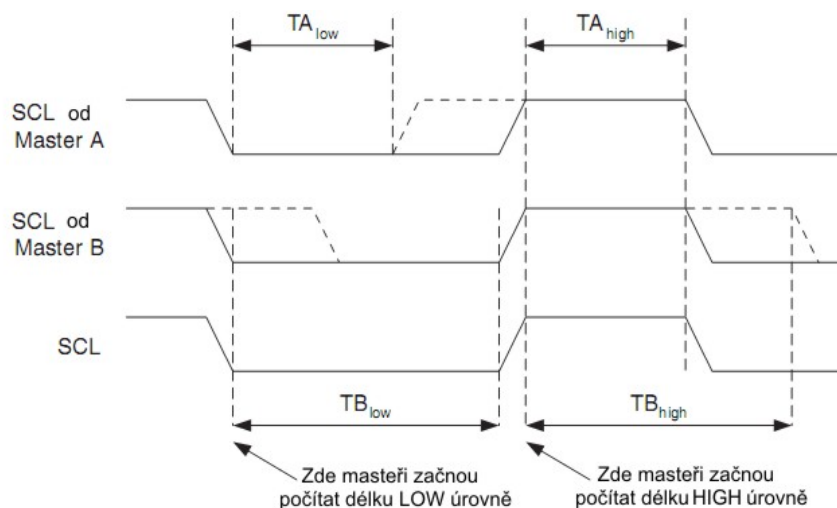 TA low
TA high
SCL od
Master A
SCL od
Master B
SCL
TB low
TB high
Zde masteři začnou
počítat délku LOW úrovně
Zde masteři začnou
počítat délku HIGH úrovně